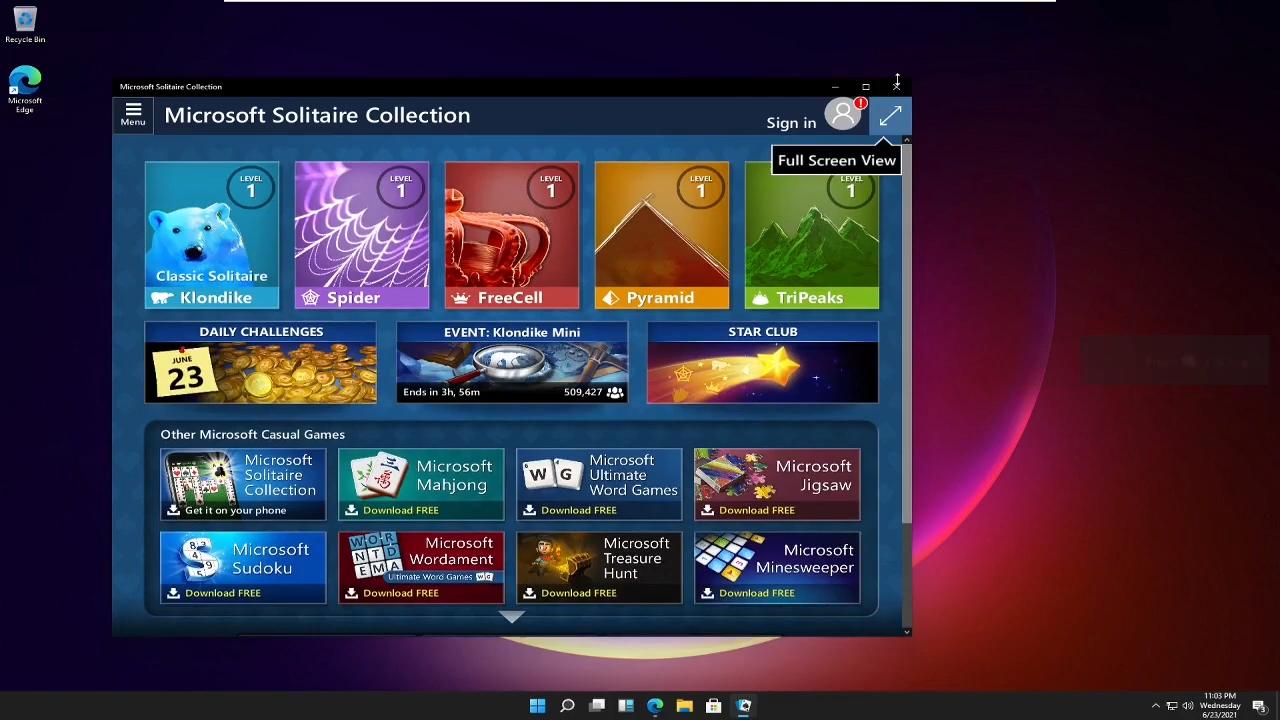 Recycle Bin
Microsoft
Edge
Microsoft Solitaire Collection
Menu
Microsoft Solitaire Collection
Sign in
!
Full Screen View
LEVEL
1
Classic Solitaire
Klondike
LEVEL
1
Spider
LEVEL
1
FreeCell
LEVEL
1
Pyramid
LEVEL
1
TriPeaks
DAILY CHALLENGES
JUNE
23
EVENT: Klondike Mini
Ends in 3h, 56m
509,427
STAR CLUB
Other Microsoft Casual Games
Microsoft
Solitaire
Collection
Get it on your phone
Microsoft
Mahjong
Download FREE
W G
Microsoft
Ultimate
Word Games
Download FREE
Microsoft
Jigsaw
Download FREE
Microsoft
Sudoku
Download FREE
WOR
NTD
EMA
Microsoft
Wordament
Ultimate Word Games WG
Download FREE
Microsoft
Treasure
Hunt
Download FREE
Microsoft
Minesweeper
Download FREE
11:03 PM
Wednesday
6/23/2021